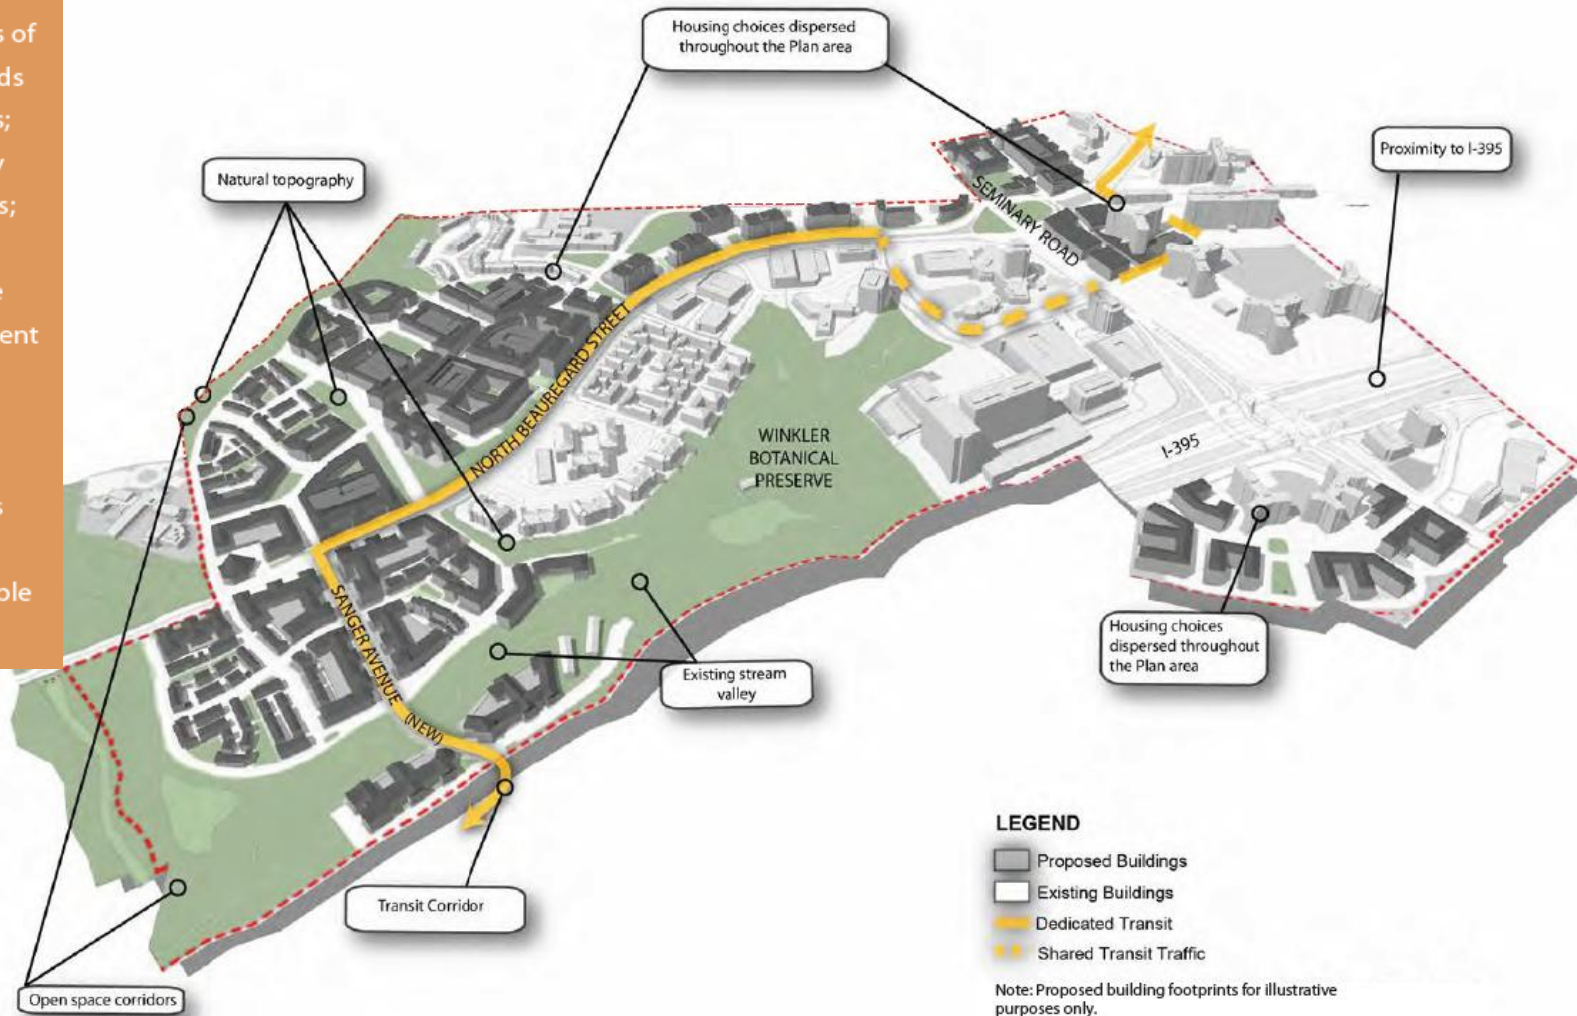 s of
ds
s;
y
s;
e
ent
s
ple
Housing choices dispersed
throughout the Plan area
Natural topography
Proximity to I-395
SEMINARY ROAD
NORTH BEAUREGARD STREET
WINKLER
BOTANICAL
PRESERVE
I-395
SANGER AVENUE (NEW)
Existing stream
valley
Housing choices
dispersed throughout
the Plan area
Transit Corridor
Open space corridors
LEGEND
Proposed Buildings
Existing Buildings
Dedicated Transit
Shared Transit Traffic
Note: Proposed building footprints for illustrative
purposes only.